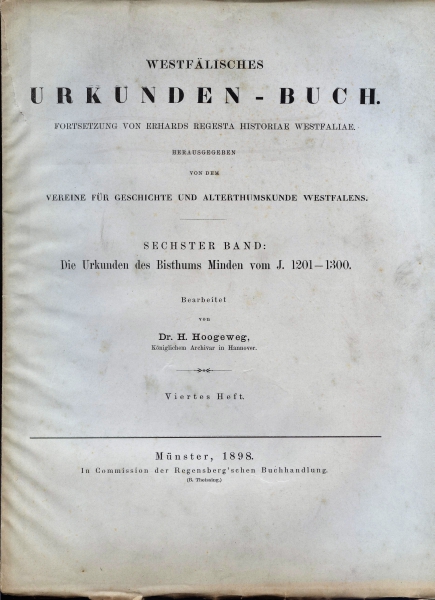 WESTFÄLISCHES
URKUNDEN-BUCH.
FORTSETZUNG VON ERHARDS REGESTA HISTORIAE WESTFALIAE.
HERAUSGEGEBEN
VON DEM
VEREINE FÜR GESCHICHTE UND ALTERTHUMSKUNDE WESTFALENS.
SECHSTER BAND:
Die Urkunden des Bisthums Minden vom J. 1201—1300.
Bearbeitet
von
Dr. H. Hoogeweg,
Königlichem Archivar in Hannover.
Viertes Heft.
Münster, 1898.
In Commission der Regensberg'schen Buchhandlung.
(B. Theissing.)